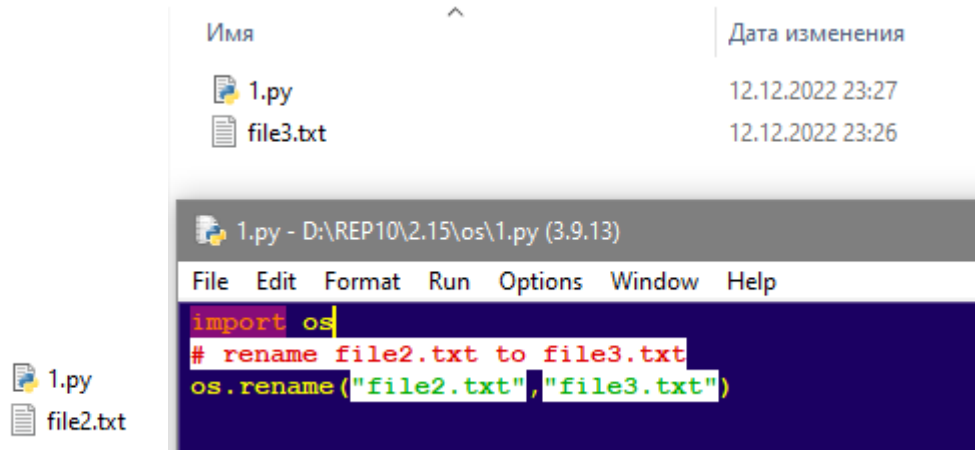 Имя Дата изменения
1.py 12.12.2022 23:27
file3.txt 12.12.2022 23:26
1.py - D:\REP10\2.15\os\1.py (3.9.13)
File Edit Format Run Options Window Help
import os
# rename file2.txt to file3.txt
os.rename("file2.txt","file3.txt")
1.py
file2.txt